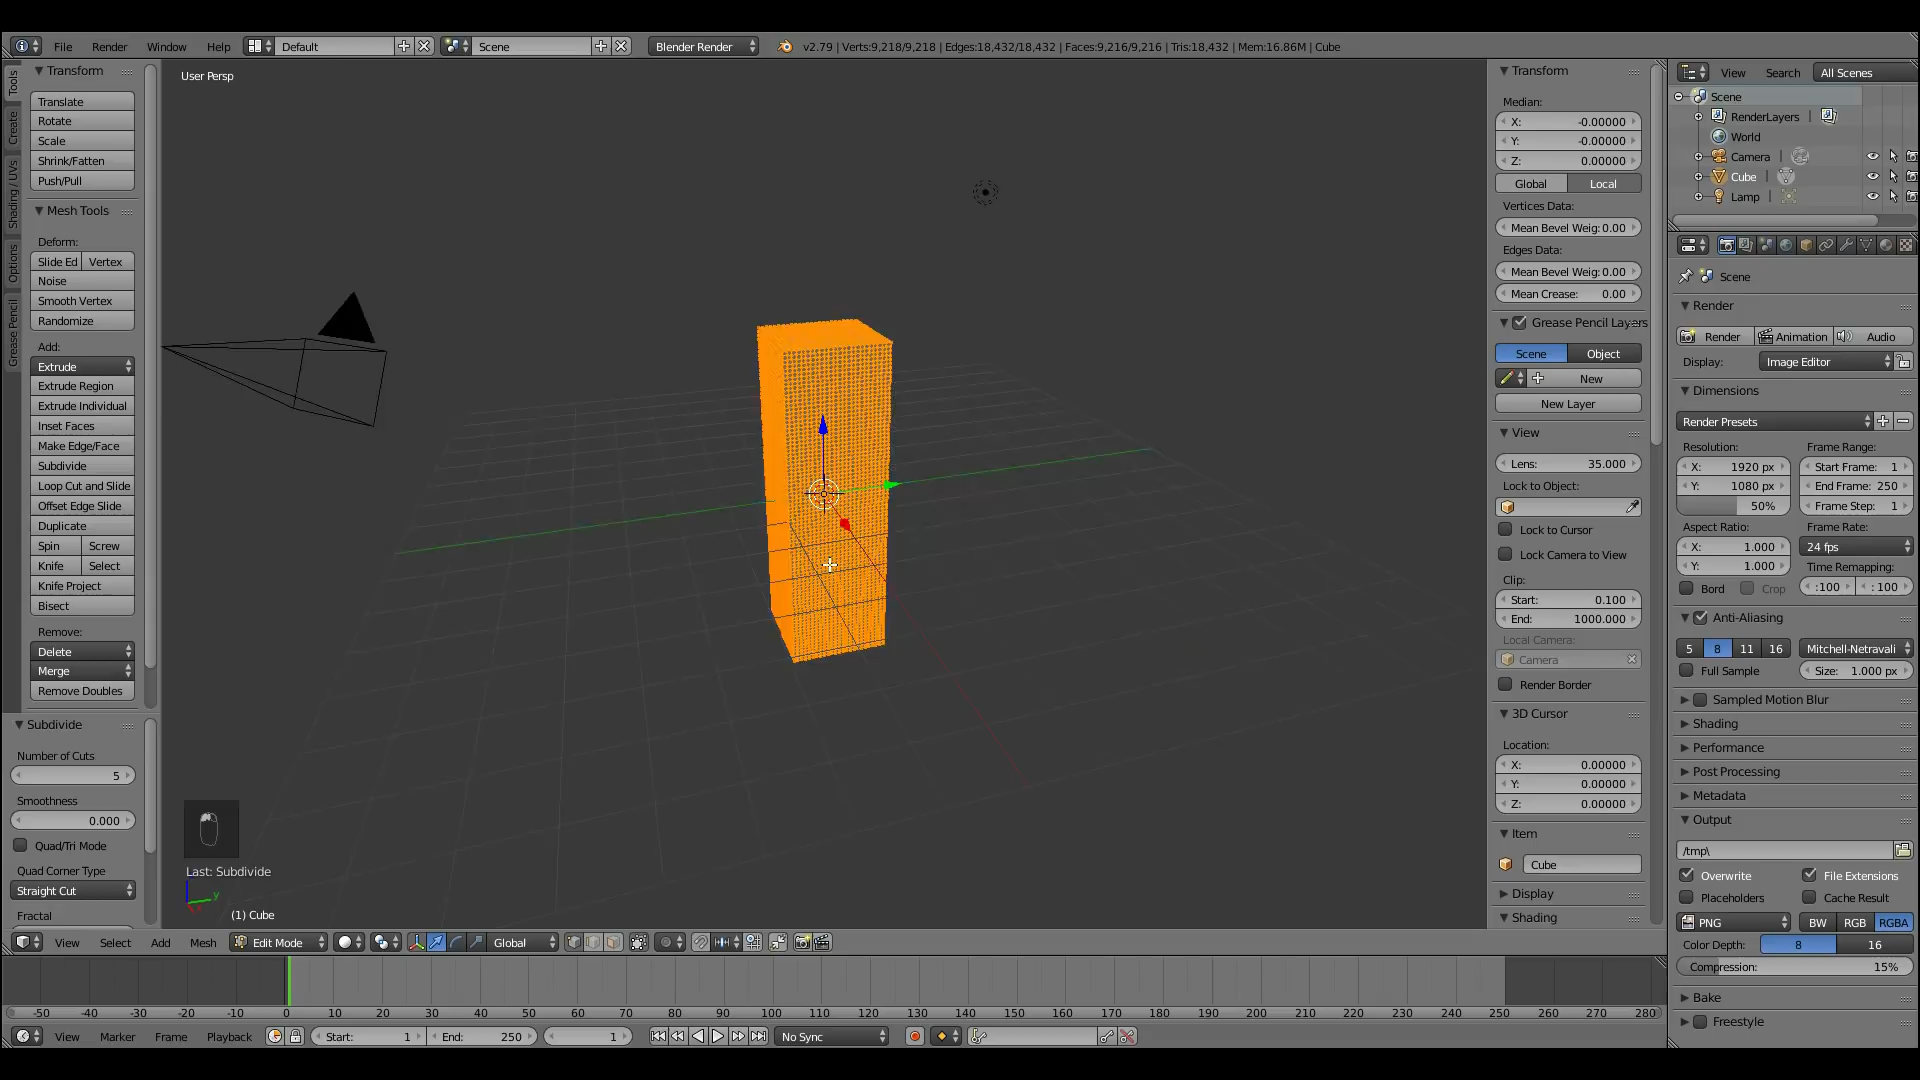 File Render Window Help Default Scene Blender Render v2.79 | Verts:9,218/9,218 | Edges:18,432/18,432 | Faces:9,216/9,216 | Tris:18,432 | Mem:16.86M | Cube
Tools
Create
Shading / UVs
Options
Grease Pencil
Transform
Translate
Rotate
Scale
Shrink/Fatten
Push/Pull
Mesh Tools
Deform:
Slide Ed Vertex
Noise
Smooth Vertex
Randomize
Add:
Extrude
Extrude Region
Extrude Individual
Inset Faces
Make Edge/Face
Subdivide
Loop Cut and Slide
Offset Edge Slide
Duplicate
Spin Screw
Knife Select
Knife Project
Bisect
Remove:
Delete
Merge
Remove Doubles
Subdivide
Number of Cuts
5
Smoothness
0.000
Quad/Tri Mode
Quad Corner Type
Straight Cut
Fractal
User Persp
Last: Subdivide
y
(1) Cube
Transform
Median:
X: -0.00000
Y: -0.00000
Z: 0.00000
Global Local
Vertices Data:
Mean Bevel Weig: 0.00
Edges Data:
Mean Bevel Weig: 0.00
Mean Crease: 0.00
Grease Pencil Layers
Scene Object
New
New Layer
View
Lens: 35.000
Lock to Object:
Lock to Cursor
Lock Camera to View
Clip:
Start: 0.100
End: 1000.000
Local Camera:
Camera
Render Border
3D Cursor
Location:
X: 0.00000
Y: 0.00000
Z: 0.00000
Item
Cube
Display
Shading
View Search All Scenes
Scene
RenderLayers |
World
Camera |
Cube |
Lamp |
Scene
Render
Render Animation Audio
Display: Image Editor
Dimensions
Render Presets
Resolution: Frame Range:
X: 1920 px Start Frame: 1
Y: 1080 px End Frame: 250
50% Frame Step: 1
Aspect Ratio: Frame Rate:
X: 1.000 24 fps
Y: 1.000 Time Remapping:
Bord Crop :100 : 100
Anti-Aliasing
5 8 11 16 Mitchell-Netravali
Full Sample Size: 1.000 px
Sampled Motion Blur
Shading
Performance
Post Processing
Metadata
Output
/tmp\
Overwrite File Extensions
Placeholders Cache Result
PNG BW RGB RGBA
Color Depth: 8 16
Compression: 15%
Bake
Freestyle
View Select Add Mesh Edit Mode Global
-50 -40 -30 -20 -10 0 10 20 30 40 50 60 70 80 90 100 110 120 130 140 150 160 170 180 190 200 210 220 230 240 250 260 270 280
View Marker Frame Playback Start: 1 End: 250 1 No Sync